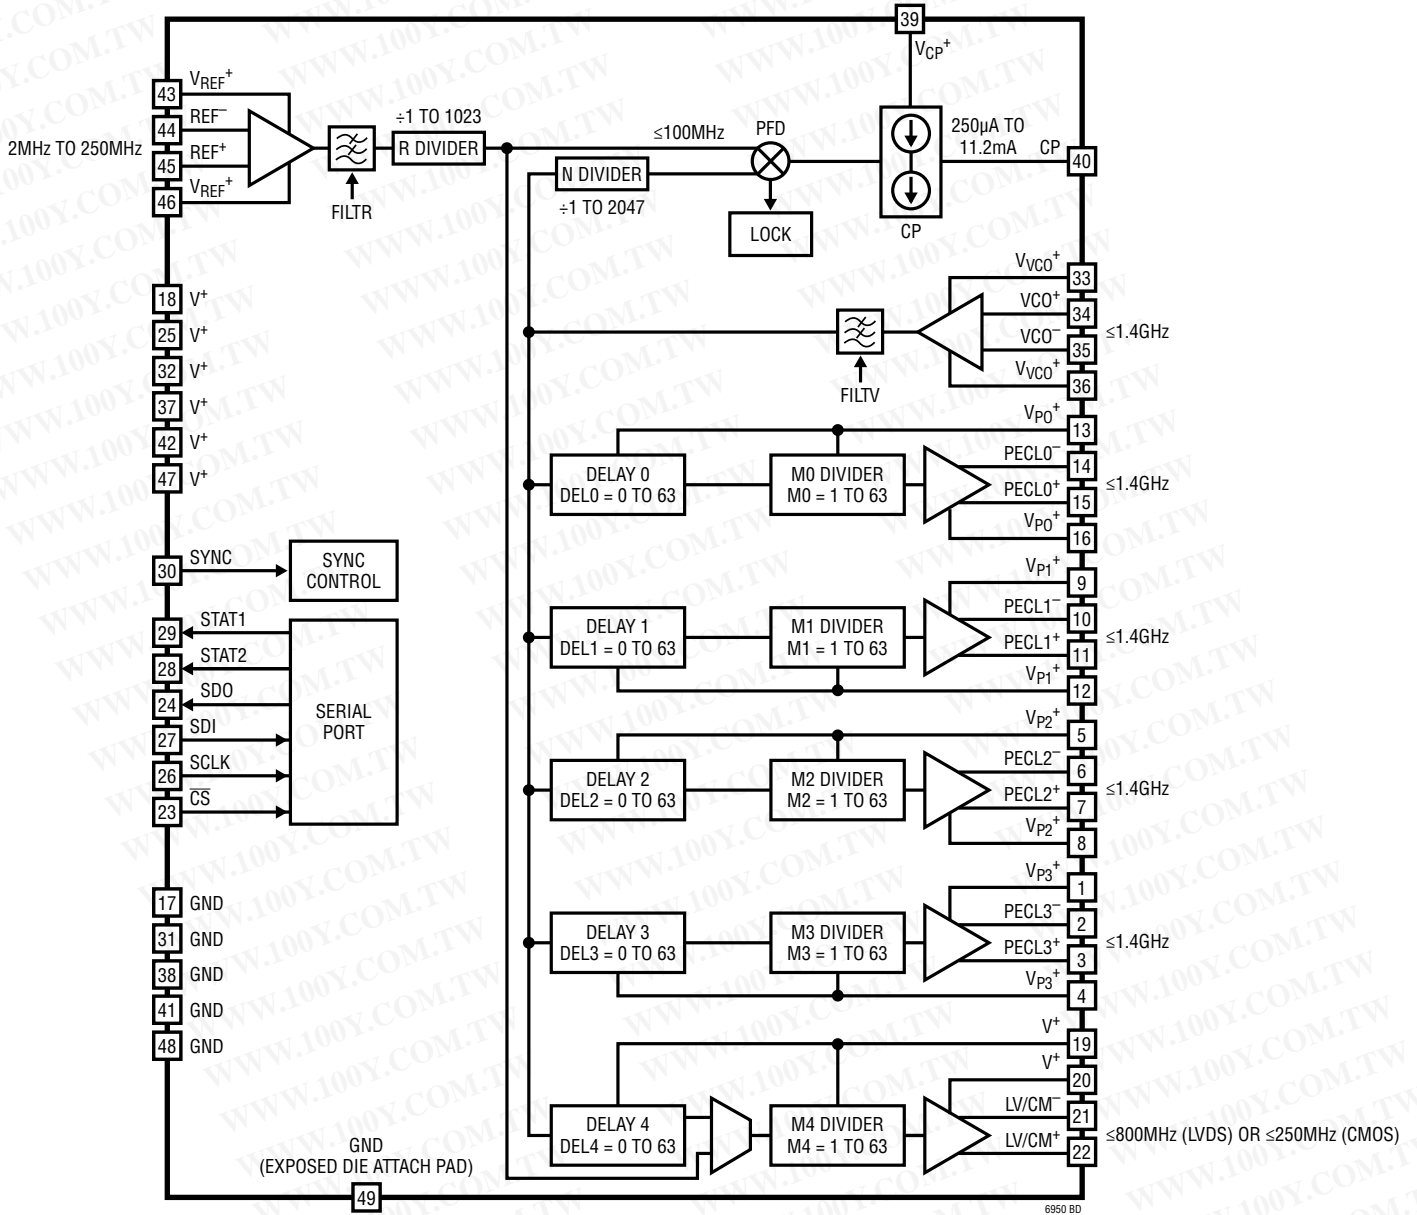 39
VCP+
43
VREF+
44
REF–
2MHz TO 250MHz
45
REF+
46
VREF+
FILTR
÷1 TO 1023
R DIVIDER
≤100MHz
PFD
N DIVIDER
÷1 TO 2047
LOCK
CP
250µA TO
11.2mA
CP
40
18 V+
25 V+
32 V+
37 V+
42 V+
47 V+
VVCO+
33
VCO+
34
≤1.4GHz
VCO–
35
VVCO+
36
FILTV
VP0+
13
PECL0–
14
≤1.4GHz
PECL0+
15
VP0+
16
DELAY 0
DEL0 = 0 TO 63
M0 DIVIDER
M0 = 1 TO 63
30
SYNC
SYNC
CONTROL
VP1+
9
PECL1–
10
≤1.4GHz
PECL1+
11
VP1+
12
DELAY 1
DEL1 = 0 TO 63
M1 DIVIDER
M1 = 1 TO 63
29
STAT1
28
STAT2
24
SDO
27
SDI
26
SCLK
23
CS
SERIAL
PORT
VP2+
5
PECL2–
6
≤1.4GHz
PECL2+
7
VP2+
8
DELAY 2
DEL2 = 0 TO 63
M2 DIVIDER
M2 = 1 TO 63
17 GND
31 GND
38 GND
41 GND
48 GND
VP3+
1
PECL3–
2
≤1.4GHz
PECL3+
3
VP3+
4
DELAY 3
DEL3 = 0 TO 63
M3 DIVIDER
M3 = 1 TO 63
V+
19
V+
20
LV/CM–
21
≤800MHz (LVDS) OR ≤250MHz (CMOS)
LV/CM+
22
DELAY 4
DEL4 = 0 TO 63
M4 DIVIDER
M4 = 1 TO 63
GND
(EXPOSED DIE ATTACH PAD)
49
6950 BD
WWW.100Y.COM.TW